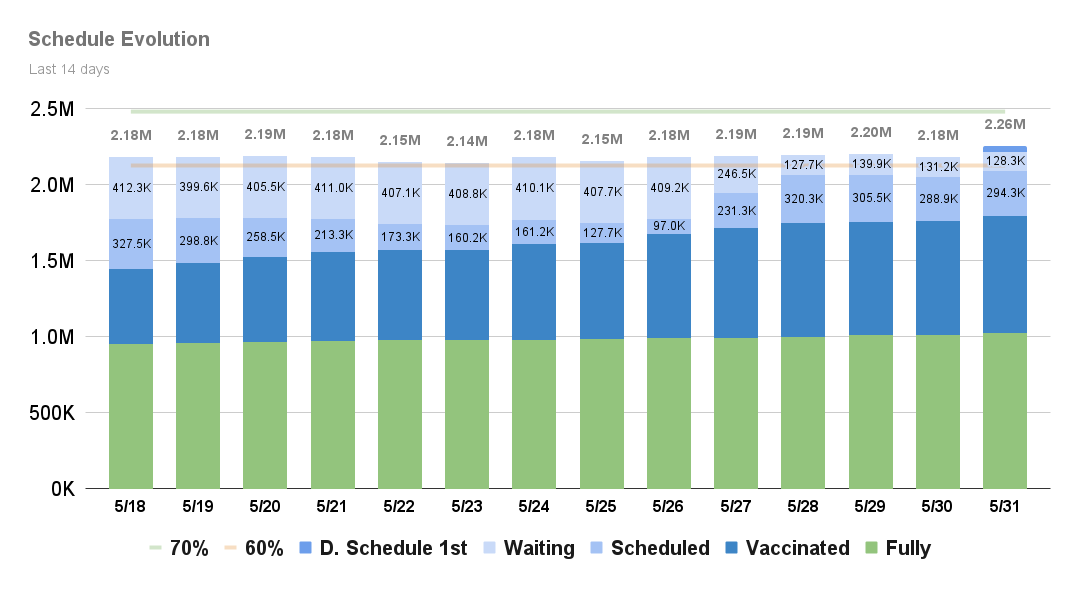 Schedule Evolution
Last 14 days
2.5M
2.0M
1.5M
1.0M
500K
0K
2.18M 2.18M 2.19M 2.18M 2.15M 2.14M 2.18M 2.15M 2.18M 2.19M 2.19M 2.20M 2.18M 2.26M
412.3K 399.6K 405.5K 411.0K 407.1K 408.8K 410.1K 407.7K 409.2K 246.5K 127.7K 139.9K 131.2K 128.3K
327.5K 298.8K 258.5K 213.3K 173.3K 160.2K 161.2K 127.7K 97.0K 231.3K 320.3K 305.5K 288.9K 294.3K
5/18 5/19 5/20 5/21 5/22 5/23 5/24 5/25 5/26 5/27 5/28 5/29 5/30 5/31
70% 60% D. Schedule 1st Waiting Scheduled Vaccinated Fully